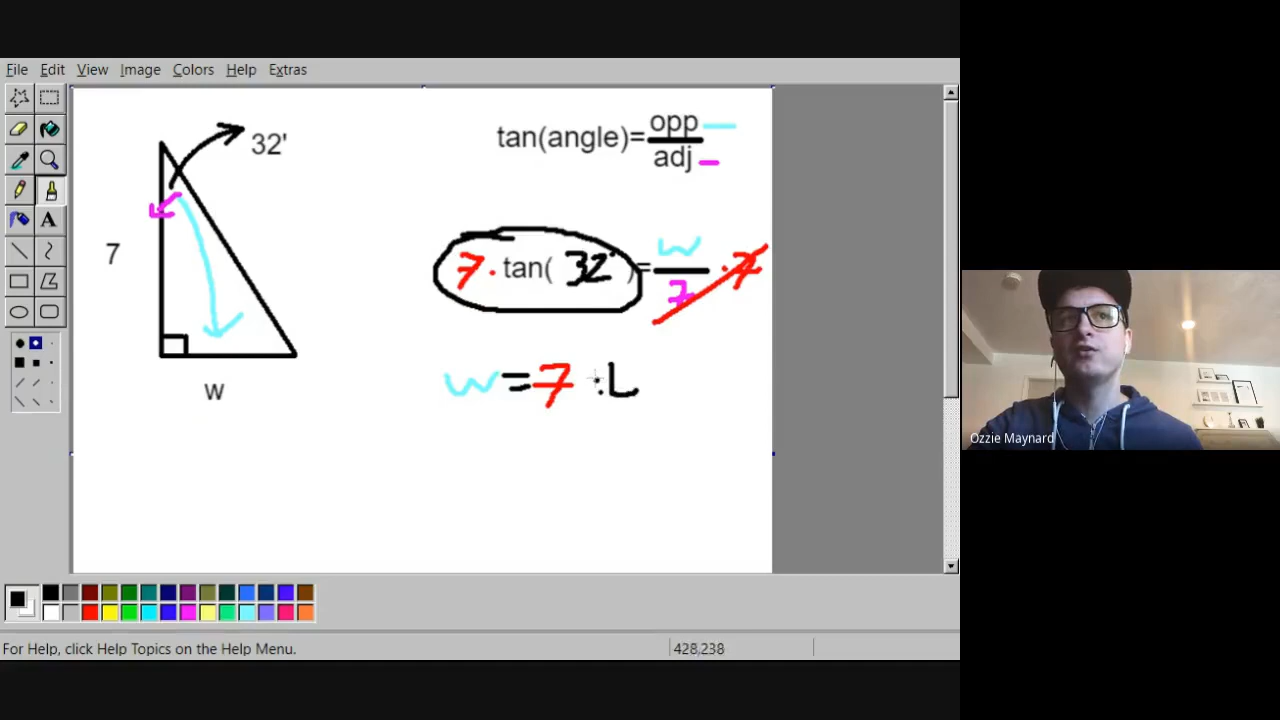 File Edit View Image Colors Help Extras
32'
tan(angle)=opp/adj
7
7 · tan( 32° )= w/7 · 7
w = 7 . L
w
Ozzie Maynard
For Help, click Help Topics on the Help Menu.
428,238